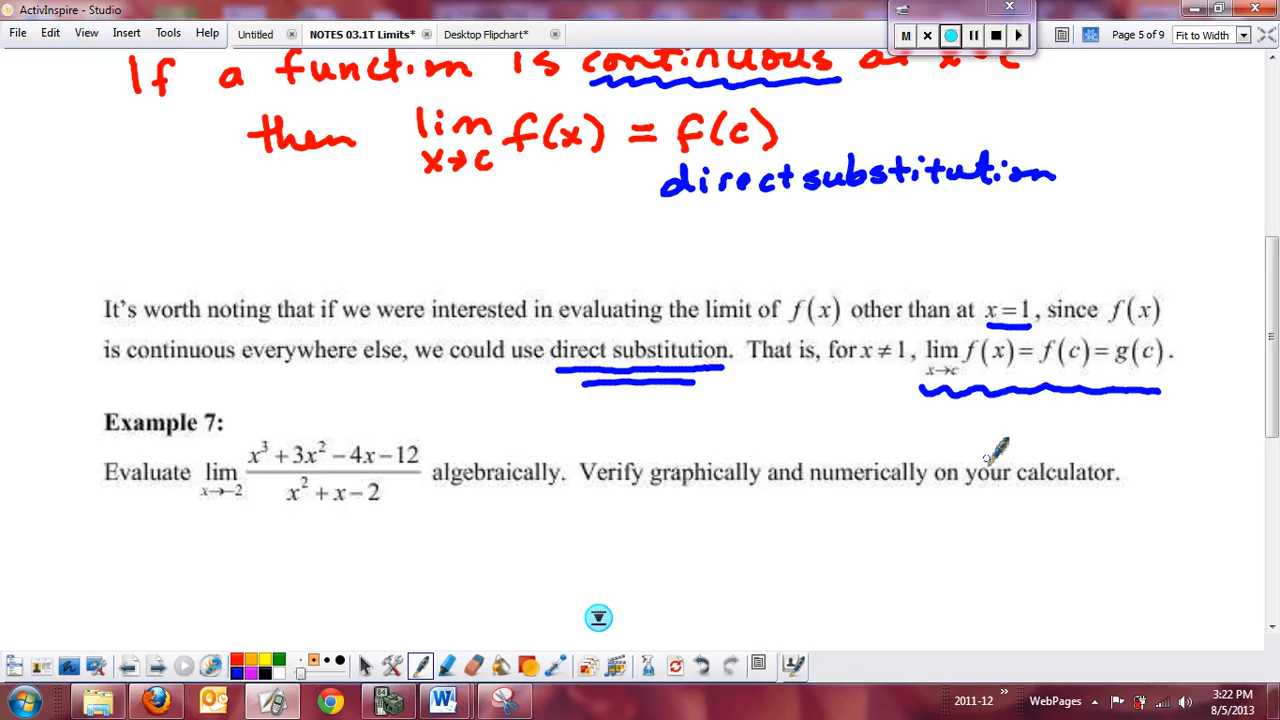 ActivInspire - Studio
File Edit View Insert Tools Help Untitled NOTES 03.1T Limits* Desktop Flipchart* M Page 5 of 9 Fit to Width
If a function is continuous at x=c
then lim x→c f(x) = f(c)
direct substitution
It's worth noting that if we were interested in evaluating the limit of f(x) other than at x=1, since f(x)
is continuous everywhere else, we could use direct substitution. That is, for x≠1, lim x→c f(x)=f(c)=g(c).
Example 7:
Evaluate lim x→-2 (x³+3x²-4x-12)/(x²+x-2) algebraically. Verify graphically and numerically on your calculator.
2011-12 WebPages 3:22 PM
8/5/2013